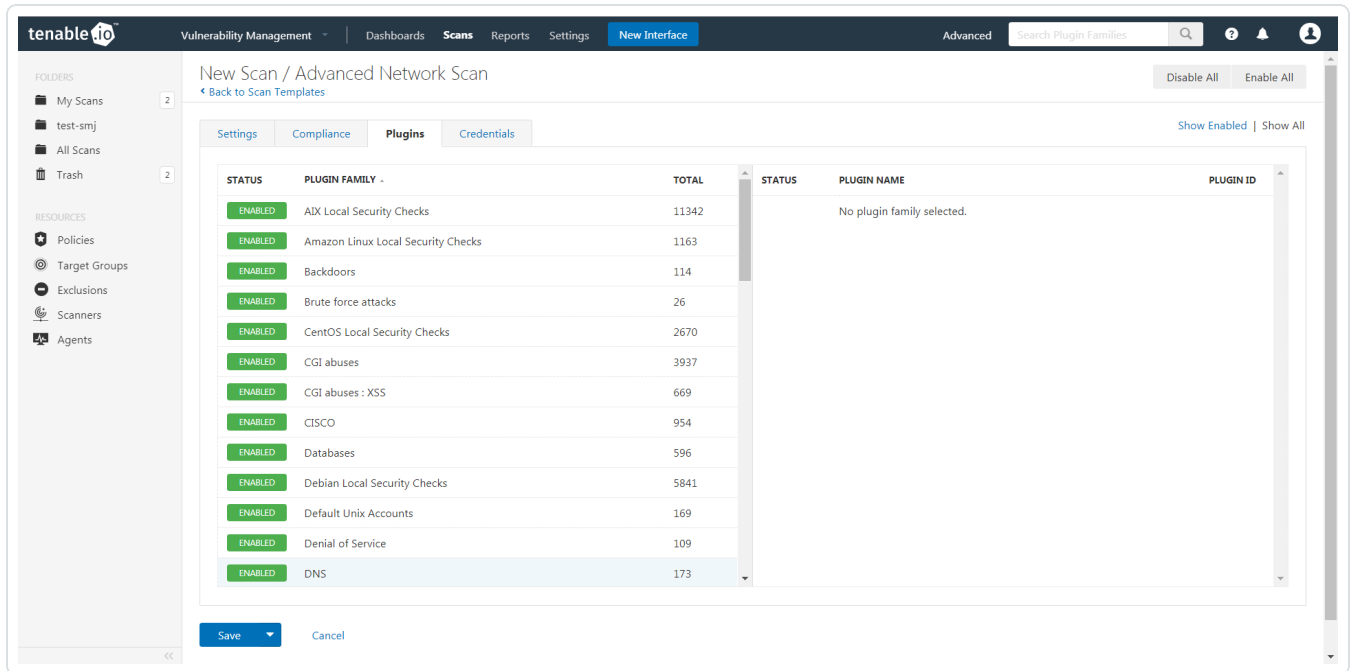 tenable.io™ Vulnerability Management Dashboards Scans Reports Settings New Interface Advanced Search Plugin Families
FOLDERS
My Scans 2
test-smj
All Scans
Trash 2
RESOURCES
Policies
Target Groups
Exclusions
Scanners
Agents
New Scan / Advanced Network Scan
Back to Scan Templates
Disable All Enable All
Settings Compliance Plugins Credentials
Show Enabled | Show All
STATUS PLUGIN FAMILY TOTAL
ENABLED AIX Local Security Checks 11342
ENABLED Amazon Linux Local Security Checks 1163
ENABLED Backdoors 114
ENABLED Brute force attacks 26
ENABLED CentOS Local Security Checks 2670
ENABLED CGI abuses 3937
ENABLED CGI abuses : XSS 669
ENABLED CISCO 954
ENABLED Databases 596
ENABLED Debian Local Security Checks 5841
ENABLED Default Unix Accounts 169
ENABLED Denial of Service 109
ENABLED DNS 173
STATUS PLUGIN NAME PLUGIN ID
No plugin family selected.
Save Cancel